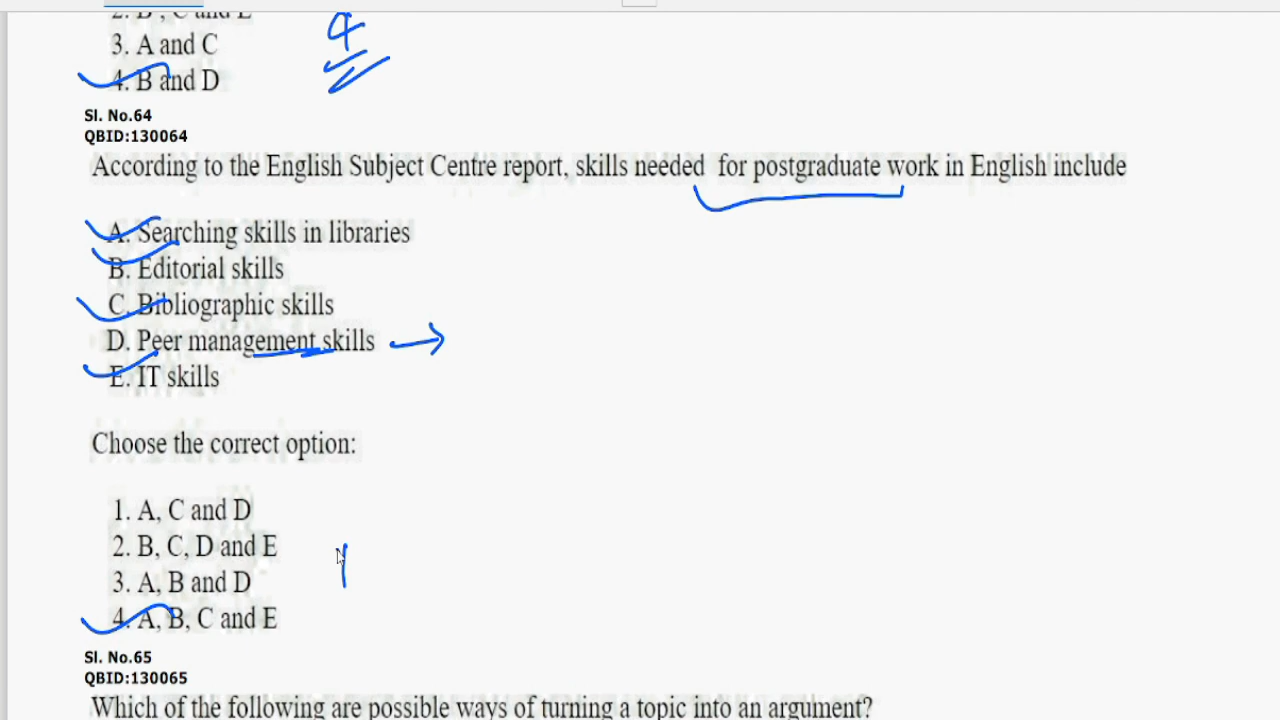 2. B , C and E
3. A and C
4. B and D
4
Sl. No.64
QBID:130064
According to the English Subject Centre report, skills needed for postgraduate work in English include
A. Searching skills in libraries
B. Editorial skills
C. Bibliographic skills
D. Peer management skills
E. IT skills
Choose the correct option:
1. A, C and D
2. B, C, D and E
3. A, B and D
4. A, B, C and E
Sl. No.65
QBID:130065
Which of the following are possible ways of turning a topic into an argument?